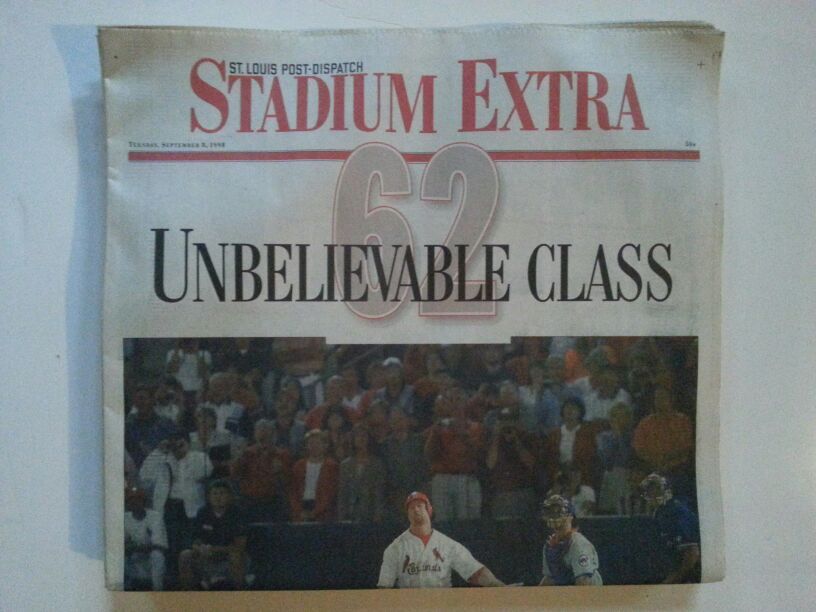 ST. LOUIS POST-DISPATCH
STADIUM EXTRA
TUESDAY, SEPTEMBER 8, 1998 50¢
62
UNBELIEVABLE CLASS
Cardinals